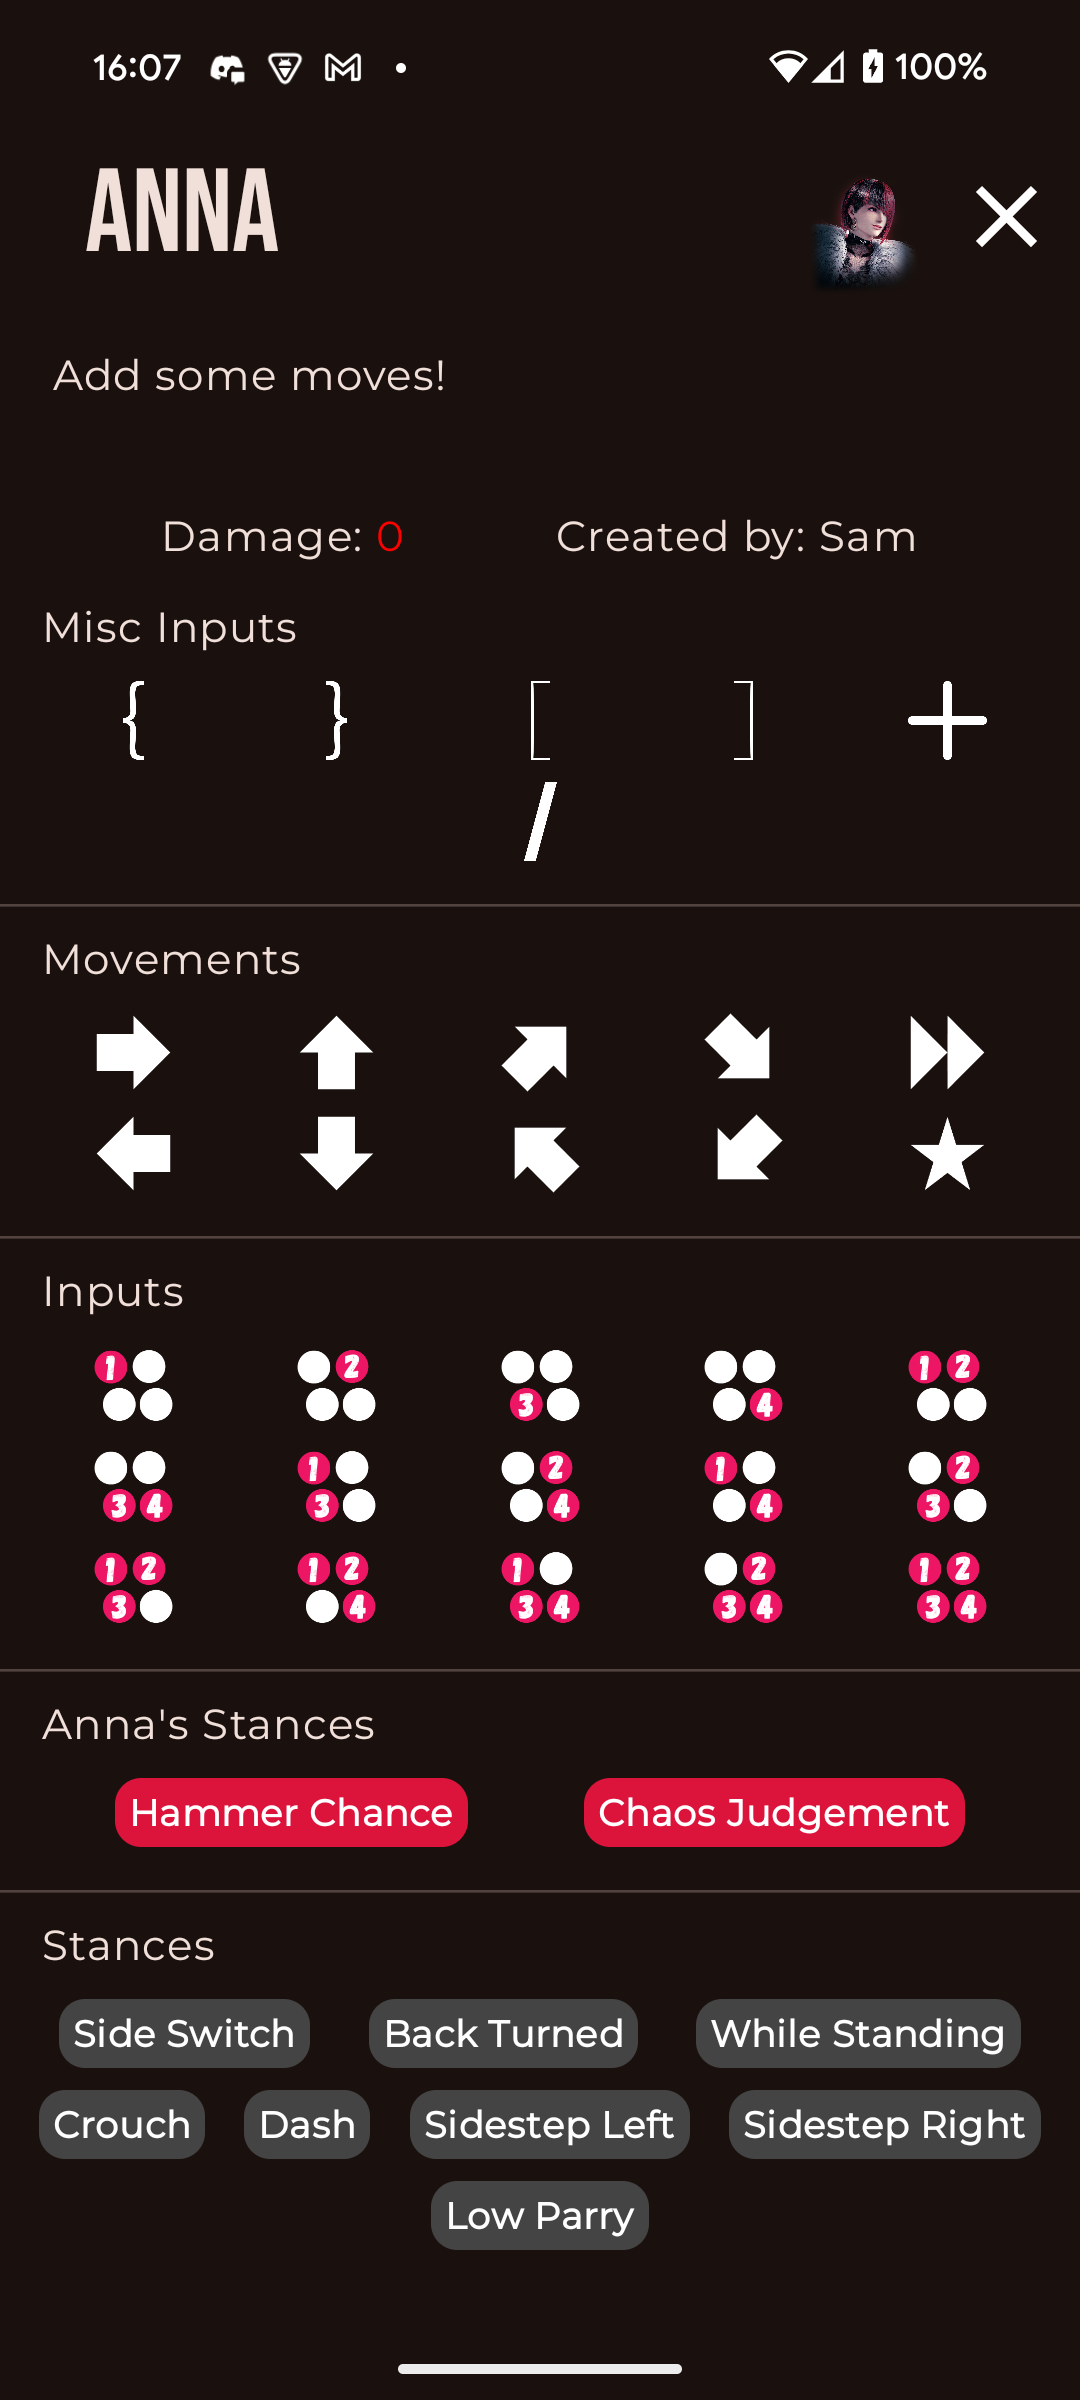 16:07 100%
ANNA
Add some moves!
Damage: 0 Created by: Sam
Misc Inputs
{ } [ ] +
/
Movements
Inputs
1 2 3 4 1 2
3 4 1 3 2 4 1 4 2 3
1 2 3 1 2 4 1 3 4 2 3 4 1 2 3 4
Anna's Stances
Hammer Chance Chaos Judgement
Stances
Side Switch Back Turned While Standing
Crouch Dash Sidestep Left Sidestep Right
Low Parry